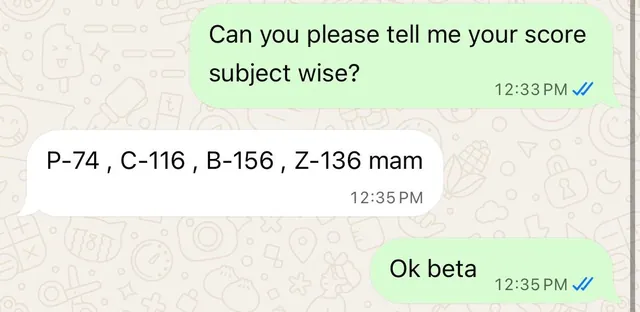 Can you please tell me your score
subject wise?
12:33 PM
P-74 , C-116 , B-156 , Z-136 mam
12:35 PM
Ok beta
12:35 PM